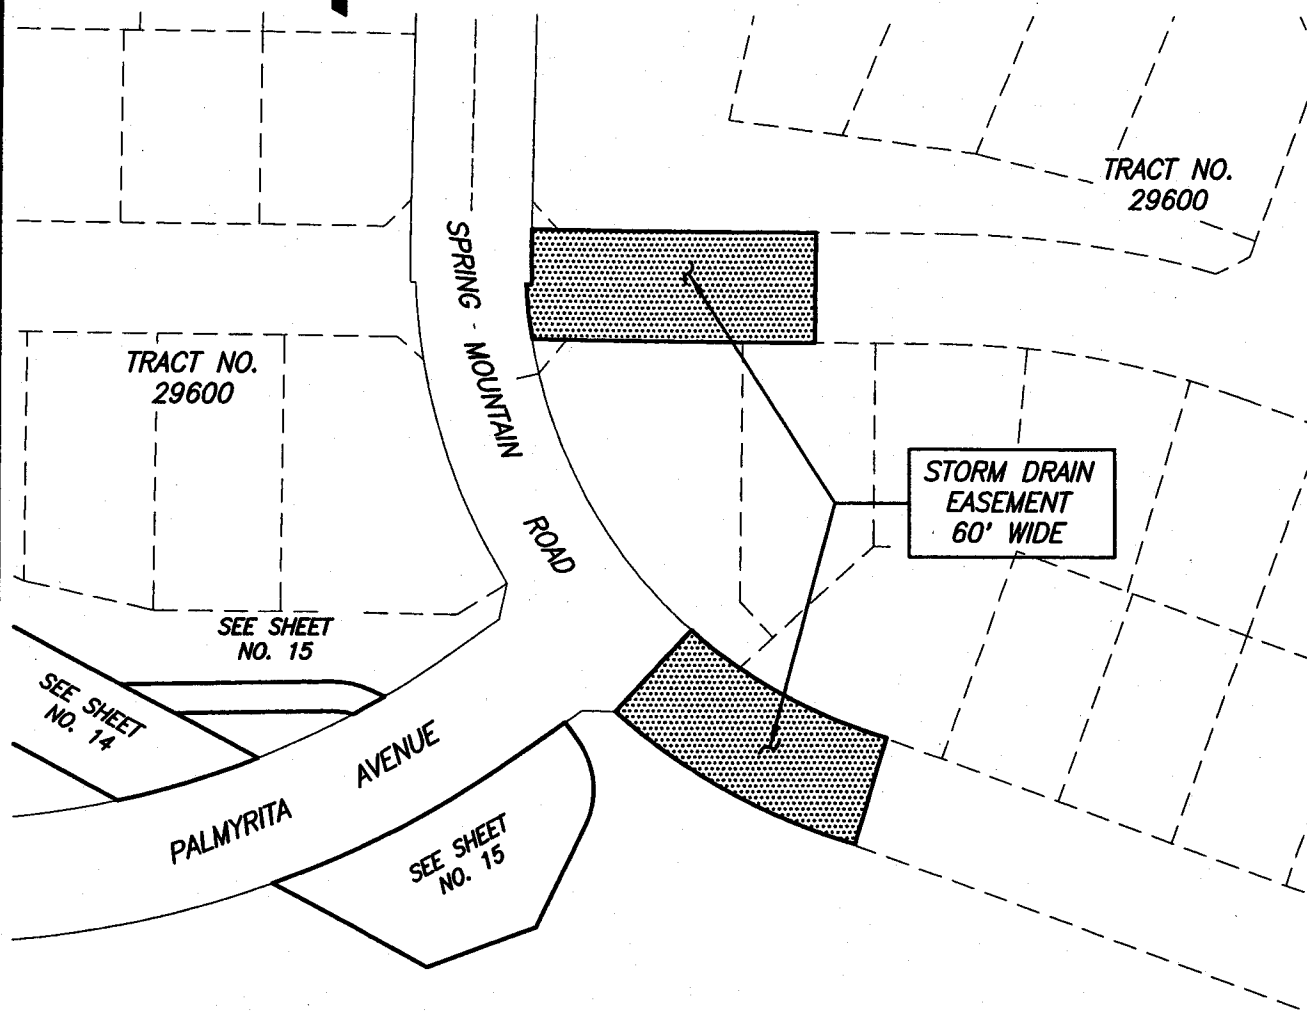 TRACT NO.
29600
SPRING - MOUNTAIN ROAD
TRACT NO.
29600
STORM DRAIN
EASEMENT
60' WIDE
SEE SHEET
NO. 15
SEE SHEET
NO. 14
PALMYRITA AVENUE
SEE SHEET
NO. 15